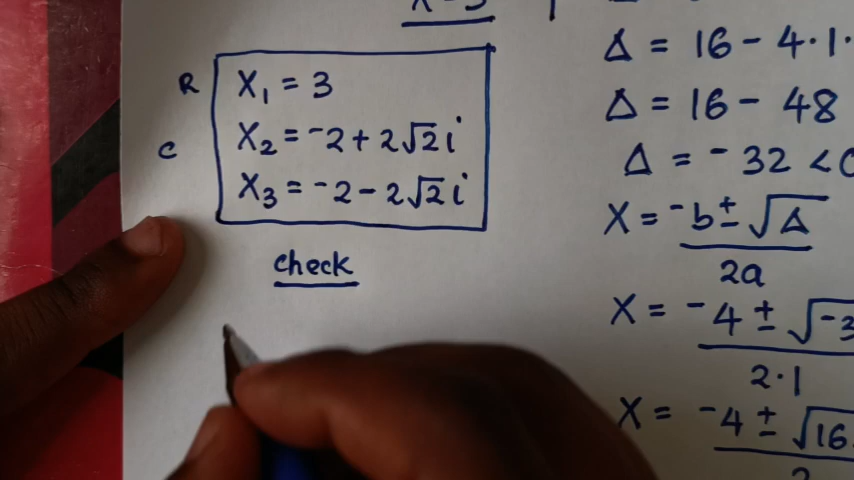 R X₁ = 3
C X₂ = -2 + 2√2 i
X₃ = -2 - 2√2 i
check
Δ = 16 - 4·1·
Δ = 16 - 48
Δ = -32 <
X = -b ± √Δ
2a
X = -4 ± √-3
2·1
X = -4 ± √16